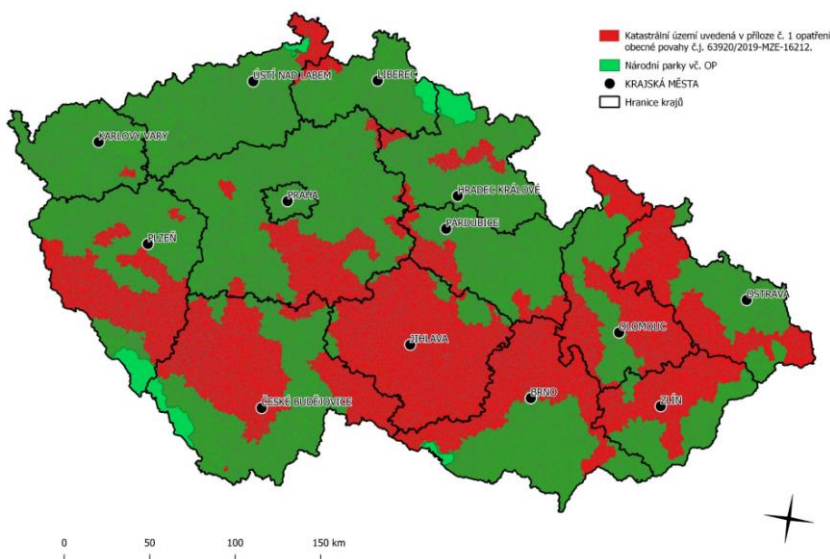 Katastrální území uvedená v příloze č. 1 opatření
obecné povahy č.j. 63920/2019-MZE-16212.
Národní parky vč. OP
KRAJSKÁ MĚSTA
Hranice krajů
ÚSTÍ NAD LABEM
LIBEREC
KARLOVY VARY
PRAHA
HRADEC KRÁLOVÉ
PARDUBICE
PLZEŇ
OSTRAVA
OLOMOUC
JIHLAVA
BRNO
ZLÍN
ČESKÉ BUDĚJOVICE
0 50 100 150 km